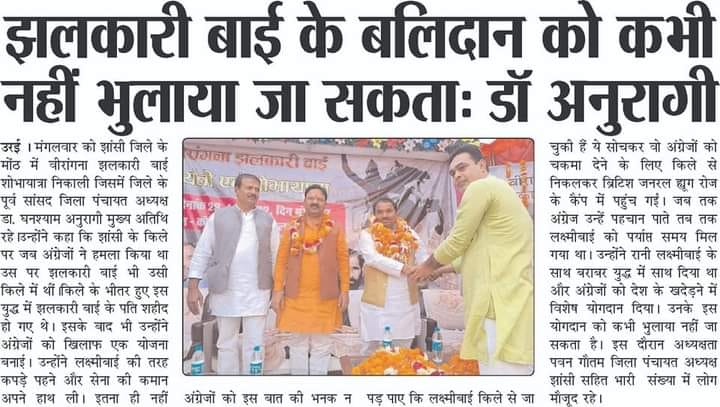 झलकारी बाई के बलिदान को कभी
नहीं भुलाया जा सकताः डॉ अनुरागी
उरई । मंगलवार को झांसी जिले के
मोंठ में वीरांगना झलकारी बाई
शोभायात्रा निकाली जिसमें जिले के
पूर्व सांसद जिला पंचायत अध्यक्ष
डा. घनश्याम अनुरागी मुख्य अतिथि
रहे।उन्होंने कहा कि झांसी के किले
पर जब अंग्रेजों ने हमला किया था
उस पर झलकारी बाई भी उसी
किले में थीं।किले के भीतर हुए इस
युद्ध में झलकारी बाई के पति शहीद
हो गए थे। इसके बाद भी उन्होंने
अंग्रेजों को खिलाफ एक योजना
बनाई। उन्होंने लक्ष्मीबाई की तरह
कपड़े पहने और सेना की कमान
अपने हाथ ली। इतना ही नहीं
रांगना झलकारी बाई
अंग्रेजों को इस बात की भनक न
पड़ पाए कि लक्ष्मीबाई किले से जा
चुकी हैं ये सोचकर वो अंग्रेजों को
चकमा देने के लिए किले से
निकलकर ब्रिटिश जनरल ह्यूग रोज
के कैंप में पहुंच गईं। जब तक
अंग्रेज उन्हें पहचान पाते तब तक
लक्ष्मीबाई को पर्याप्त समय मिल
गया था। उन्होंने रानी लक्ष्मीबाई के
साथ बराबर युद्ध में साथ दिया था
और अंग्रेजों को देश के खदेड़ने में
विशेष योगदान दिया। उनके इस
योगदान को कभी भुलाया नहीं जा
सकता है। इस दौरान अध्यक्षता
पवन गौतम जिला पंचायत अध्यक्ष
झांसी सहित भारी संख्या में लोग
मौजूद रहे।